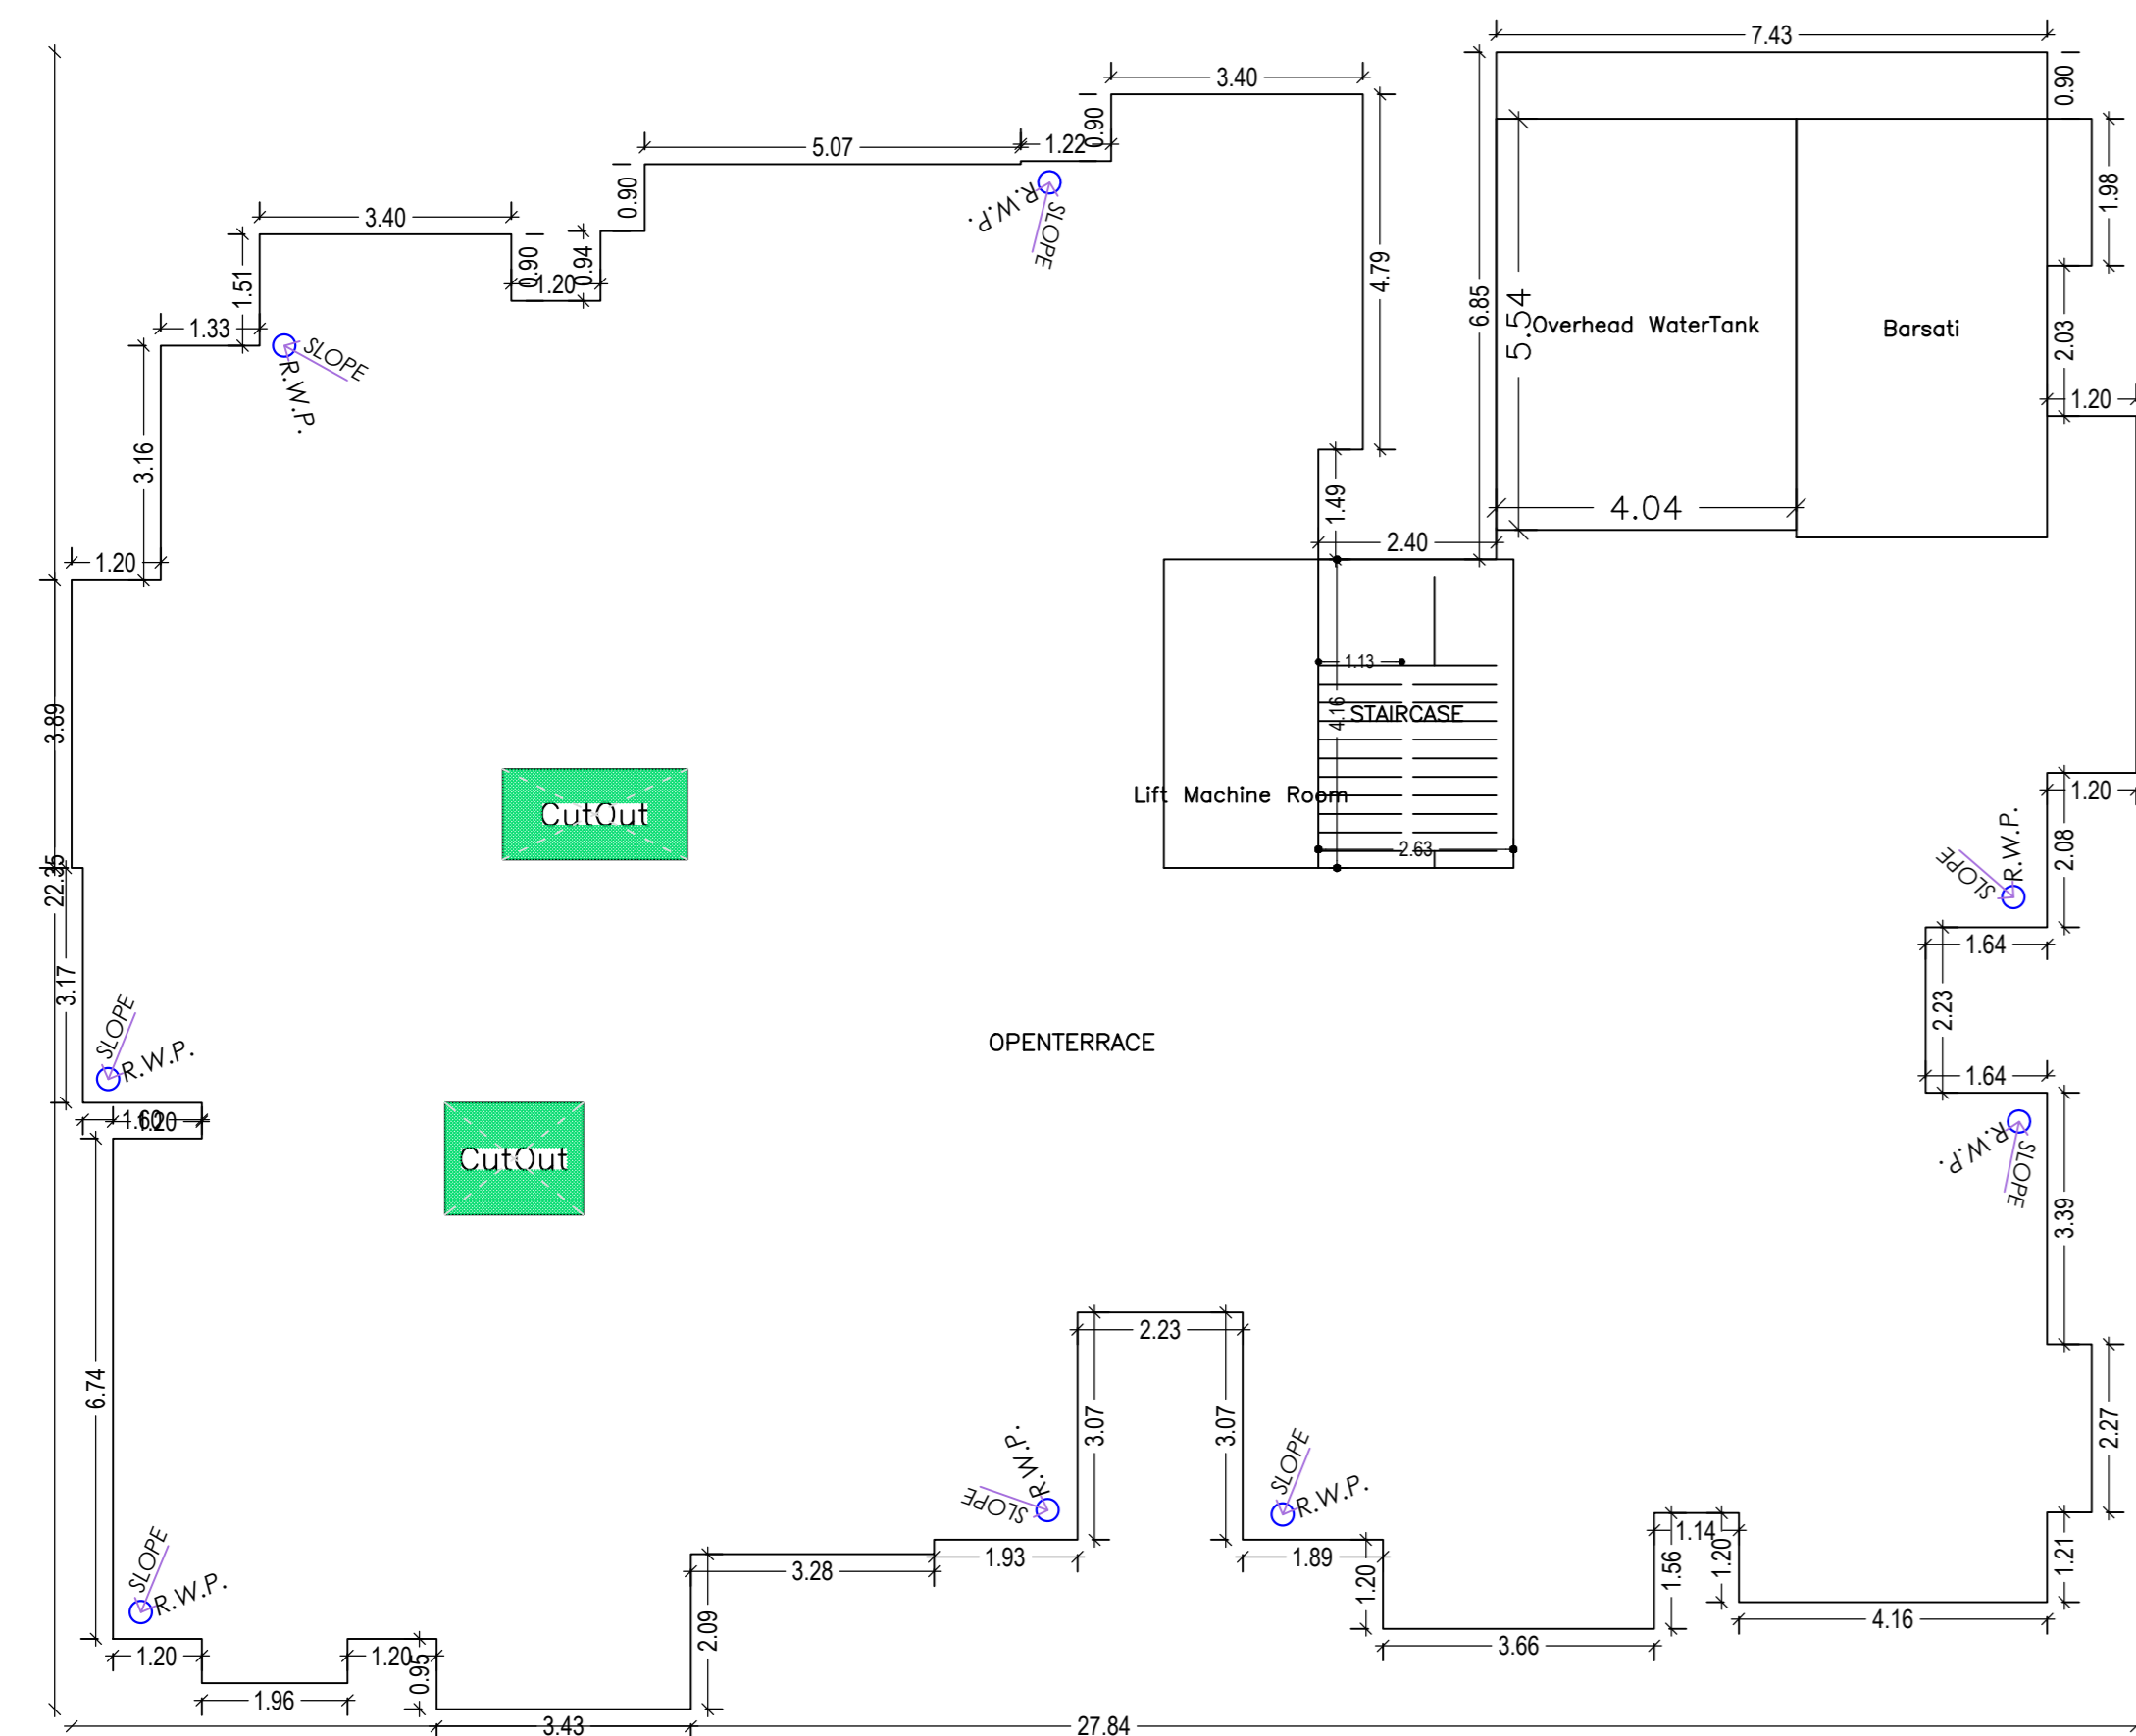 7.43
3.40
0.90
0.90
5.07
1.22
0.90
1.98
R.W.P.
SLOPE
3.40
0.90
0.94
1.20
1.51
4.79
6.85
5.54
Overhead WaterTank
Barsati
2.03
1.33
SLOPE
R.W.P.
1.20
3.16
1.49
4.04
2.40
1.20
1.13
4.16
STAIRCASE
3.89
CutOut
Lift Machine Room
1.20
2.63
R.W.P.
SLOPE
2.08
22.35
1.64
3.17
2.23
SLOPE
R.W.P.
OPENTERRACE
1.64
1.60
1.20
CutOut
R.W.P.
SLOPE
3.39
2.23
6.74
3.07
3.07
2.27
R.W.P.
SLOPE
SLOPE
R.W.P.
SLOPE
R.W.P.
3.28
1.93
1.89
1.20
1.14
1.56
1.20
1.21
2.09
4.16
1.20
1.20
0.95
3.66
1.96
3.43
27.84